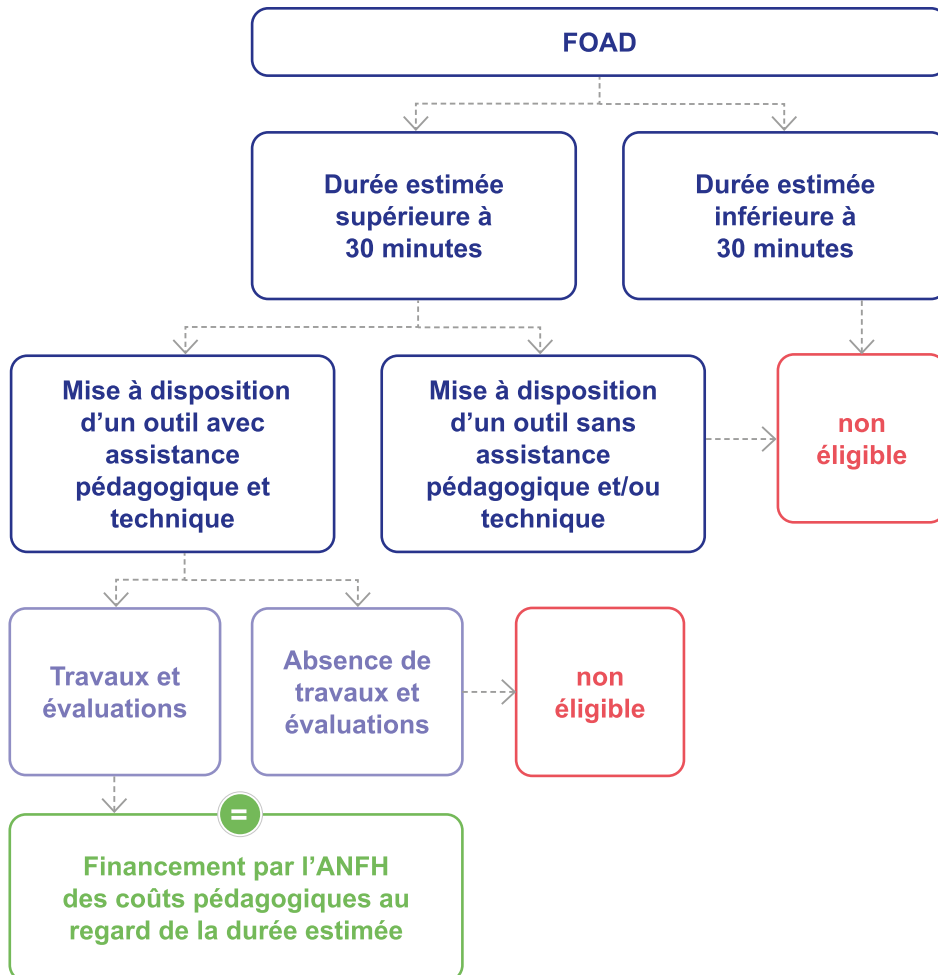 FOAD
Durée estimée
supérieure à
30 minutes
Durée estimée
inférieure à
30 minutes
Mise à disposition
d’un outil avec
assistance
pédagogique et
technique
Mise à disposition
d’un outil sans
assistance
pédagogique et/ou
technique
non
éligible
Travaux et
évaluations
Absence de
travaux et
évaluations
non
éligible
=
Financement par l’ANFH
des coûts pédagogiques au
regard de la durée estimée